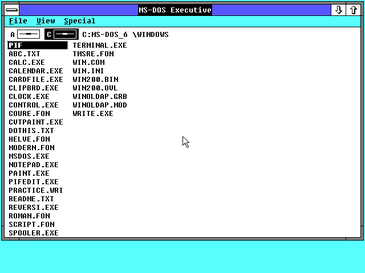 MS-DOS Executive
File View Special
A C C:MS-DOS_6 \WINDOWS
PIF TERMINAL.EXE
ABC.TXT TMSRE.FON
CALC.EXE WIN.COM
CALENDAR.EXE WIN.INI
CARDFILE.EXE WIN200.BIN
CLIPBRD.EXE WIN200.OVL
CLOCK.EXE WINOLDAP.GRB
CONTROL.EXE WINOLDAP.MOD
COURE.FON WRITE.EXE
CVTPAINT.EXE
DOTHIS.TXT
HELVE.FON
MODERN.FON
MSDOS.EXE
NOTEPAD.EXE
PAINT.EXE
PIFEDIT.EXE
PRACTICE.WRI
README.TXT
REVERSI.EXE
ROMAN.FON
SCRIPT.FON
SPOOLER.EXE